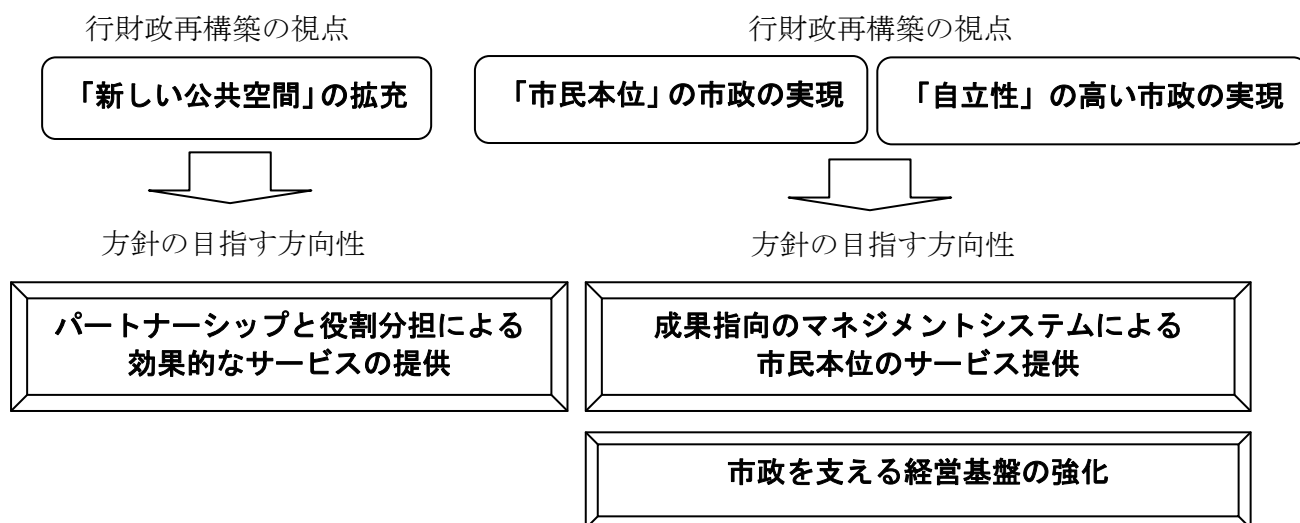 行財政再構築の視点
「新しい公共空間」の拡充
方針の目指す方向性
パートナーシップと役割分担による
効果的なサービスの提供
行財政再構築の視点
「市民本位」の市政の実現
「自立性」の高い市政の実現
方針の目指す方向性
成果指向のマネジメントシステムによる
市民本位のサービス提供
市政を支える経営基盤の強化